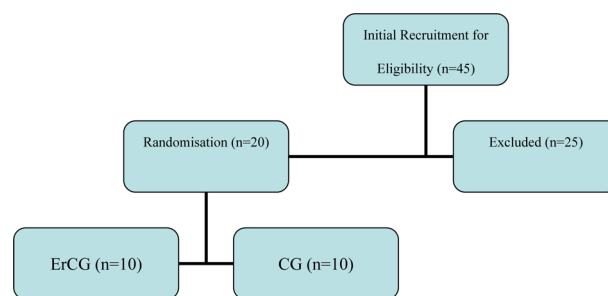 Initial Recruitment for
Eligibility (n=45)
Randomisation (n=20)
Excluded (n=25)
ErCG (n=10)
CG (n=10)